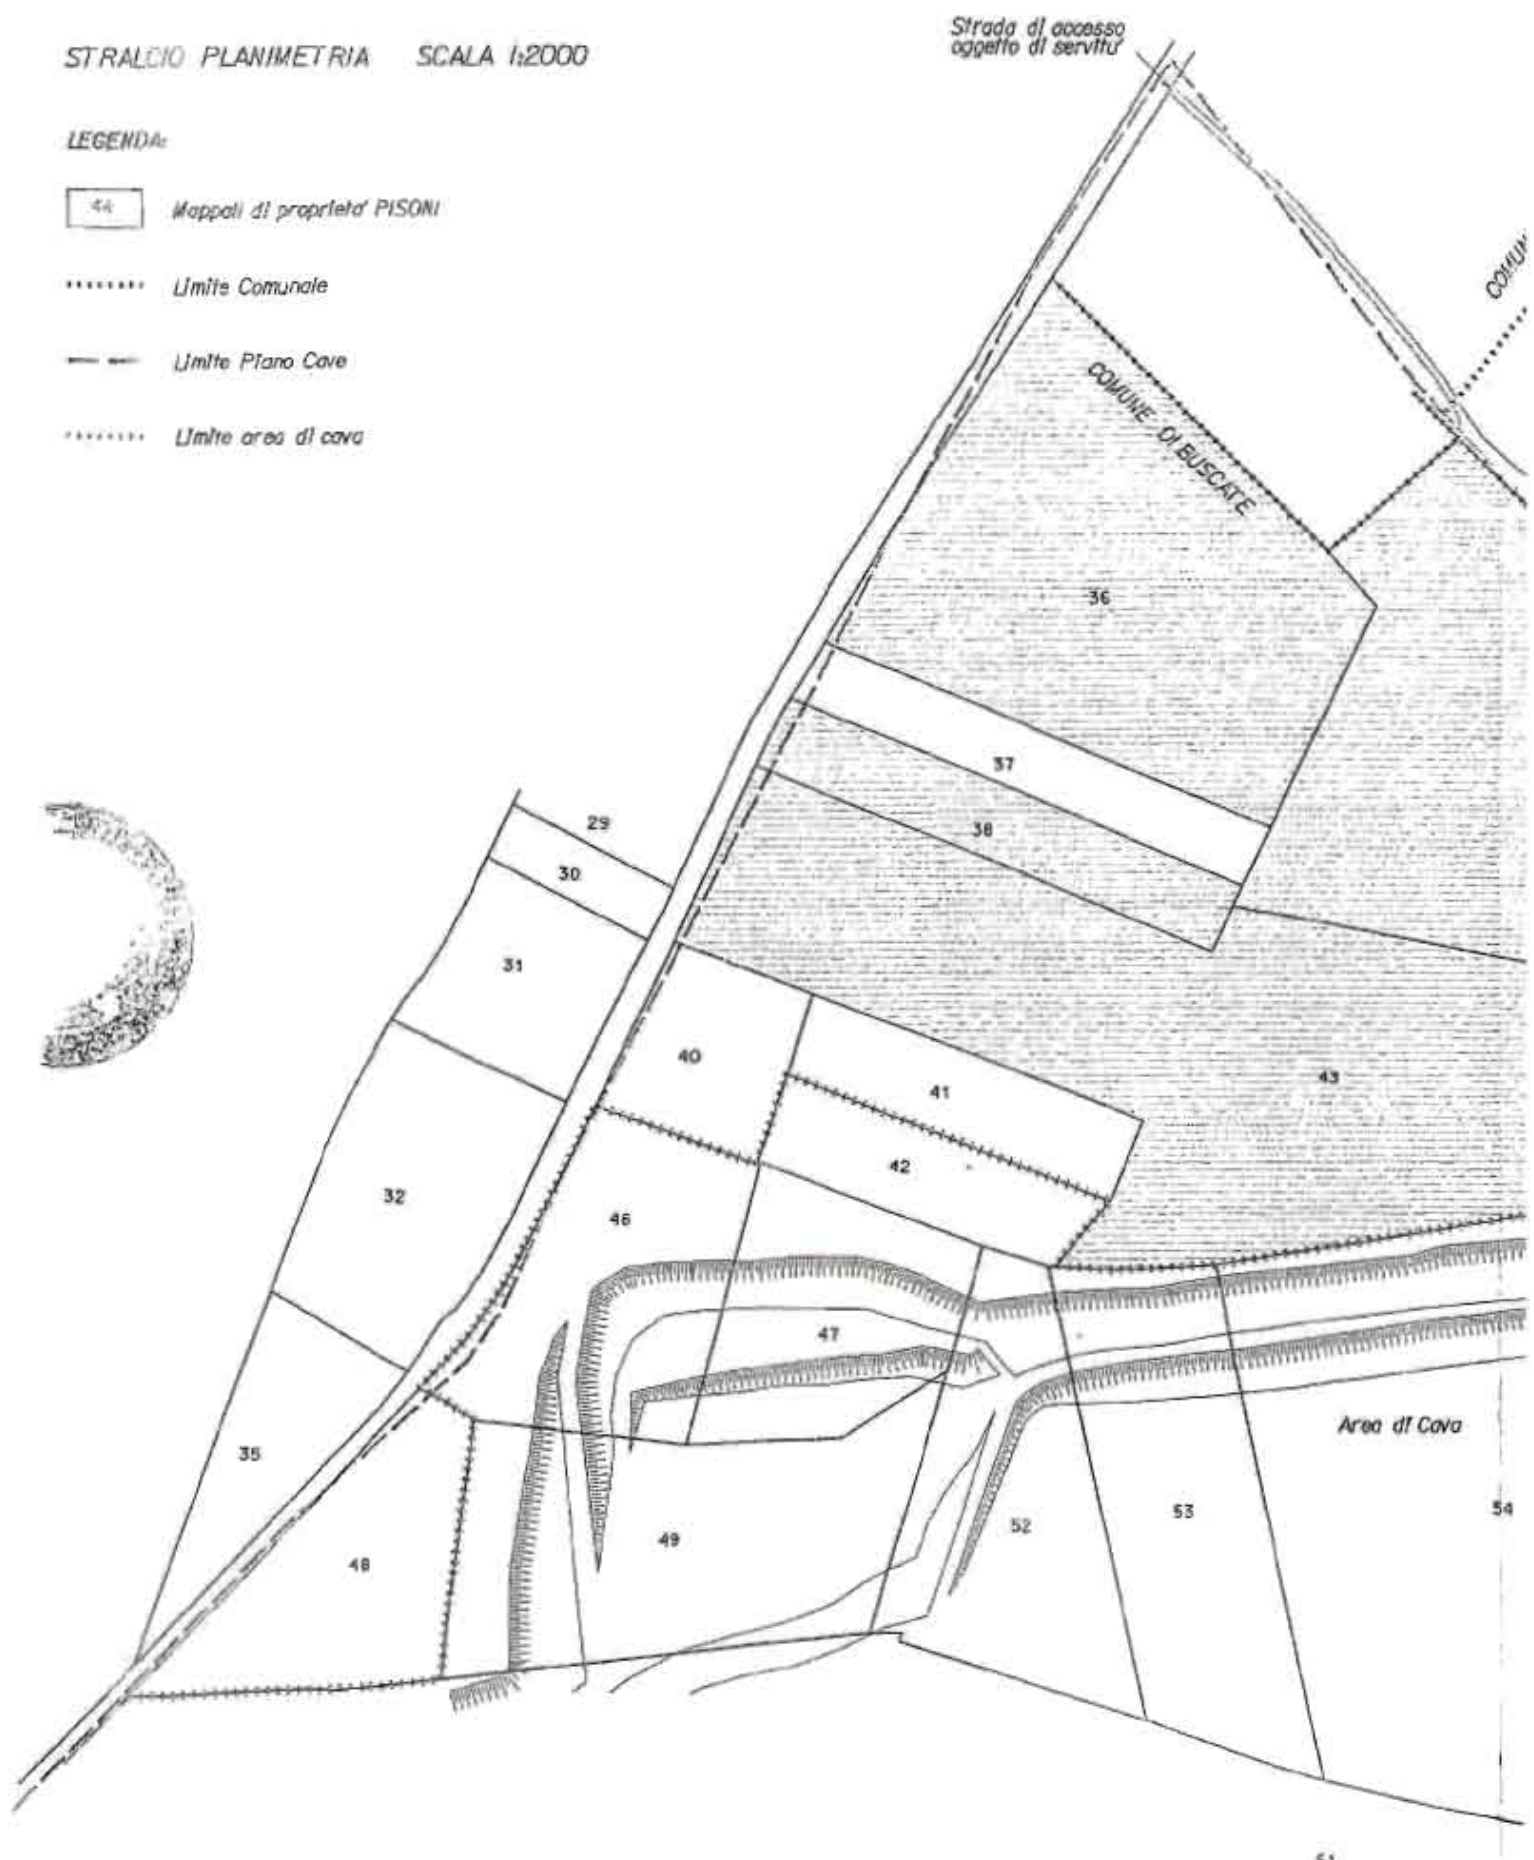 STRALCIO PLANIMETRIA SCALA 1:2000
Strada di accesso
oggetto di servitu'
LEGENDA:
44 Mappali di proprieta' PISONI
Limite Comunale
Limite Piano Cave
Limite area di cava
COMUN
COMUNE DI BUSCATE
36
37
38
29
30
31
40
41
43
42
32
46
47
35
Area di Cava
48
49
52
53
54
51